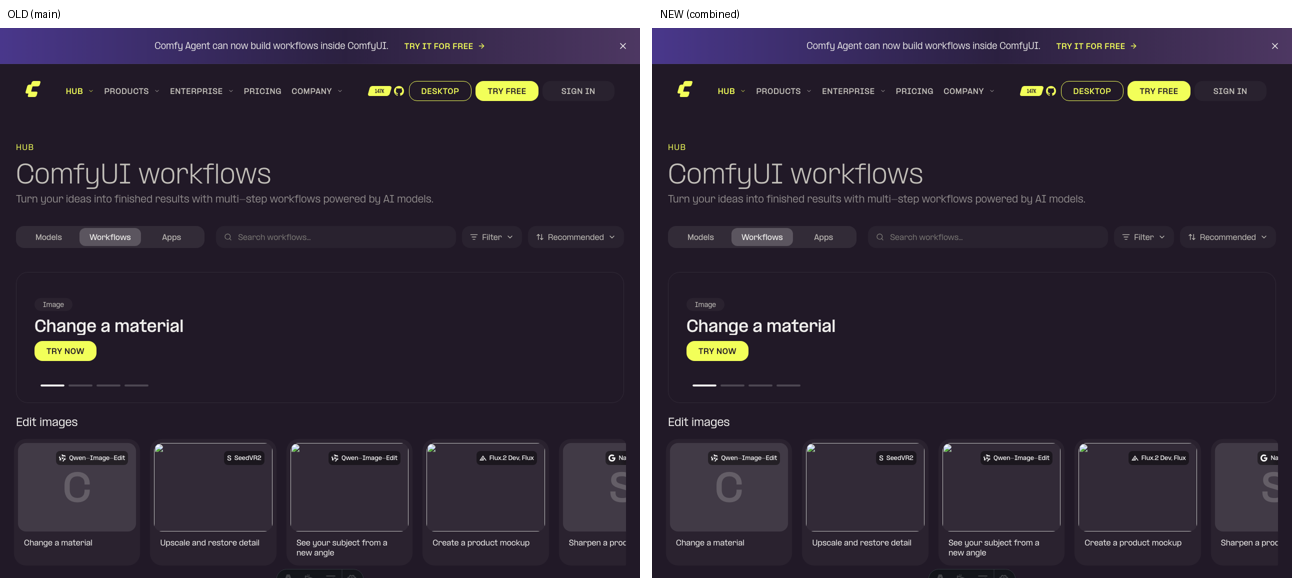 OLD (main)
NEW (combined)
Comfy Agent can now build workflows inside ComfyUI. TRY IT FOR FREE → ×
HUB PRODUCTS ENTERPRISE PRICING COMPANY 147K DESKTOP TRY FREE SIGN IN
HUB
ComfyUI workflows
Turn your ideas into finished results with multi-step workflows powered by AI models.
Models Workflows Apps Search workflows... Filter Recommended
Image
Change a material
TRY NOW
Edit images
Qwen-Image-Edit SeedVR2 Qwen-Image-Edit Flux.2 Dev, Flux Na
C S
Change a material Upscale and restore detail See your subject from a Create a product mockup Sharpen a proc
new angle
Comfy Agent can now build workflows inside ComfyUI. TRY IT FOR FREE → ×
HUB PRODUCTS ENTERPRISE PRICING COMPANY 147K DESKTOP TRY FREE SIGN IN
HUB
ComfyUI workflows
Turn your ideas into finished results with multi-step workflows powered by AI models.
Models Workflows Apps Search workflows... Filter Recommended
Image
Change a material
TRY NOW
Edit images
Qwen-Image-Edit SeedVR2 Qwen-Image-Edit Flux.2 Dev, Flux Na
C S
Change a material Upscale and restore detail See your subject from a Create a product mockup Sharpen a proc
new angle